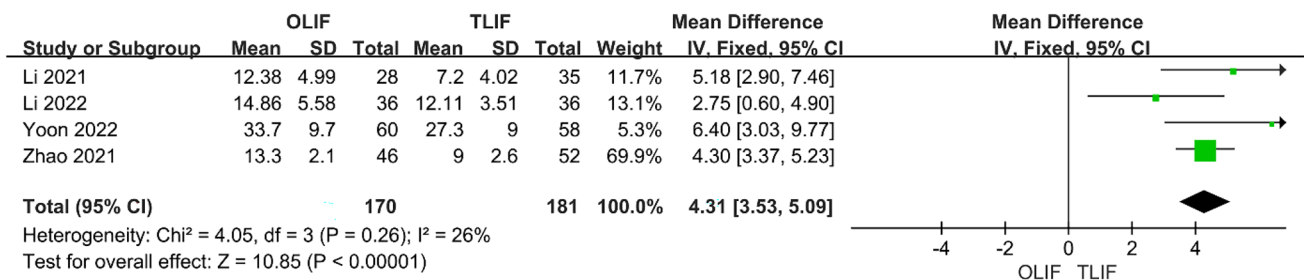 OLIF TLIF Mean Difference Mean Difference
Study or Subgroup Mean SD Total Mean SD Total Weight IV, Fixed, 95% CI IV, Fixed, 95% CI
Li 2021 12.38 4.99 28 7.2 4.02 35 11.7% 5.18 [2.90, 7.46]
Li 2022 14.86 5.58 36 12.11 3.51 36 13.1% 2.75 [0.60, 4.90]
Yoon 2022 33.7 9.7 60 27.3 9 58 5.3% 6.40 [3.03, 9.77]
Zhao 2021 13.3 2.1 46 9 2.6 52 69.9% 4.30 [3.37, 5.23]
Total (95% CI) 170 181 100.0% 4.31 [3.53, 5.09]
Heterogeneity: Chi² = 4.05, df = 3 (P = 0.26); I² = 26%
Test for overall effect: Z = 10.85 (P < 0.00001)
-4 -2 0 2 4
OLIF TLIF